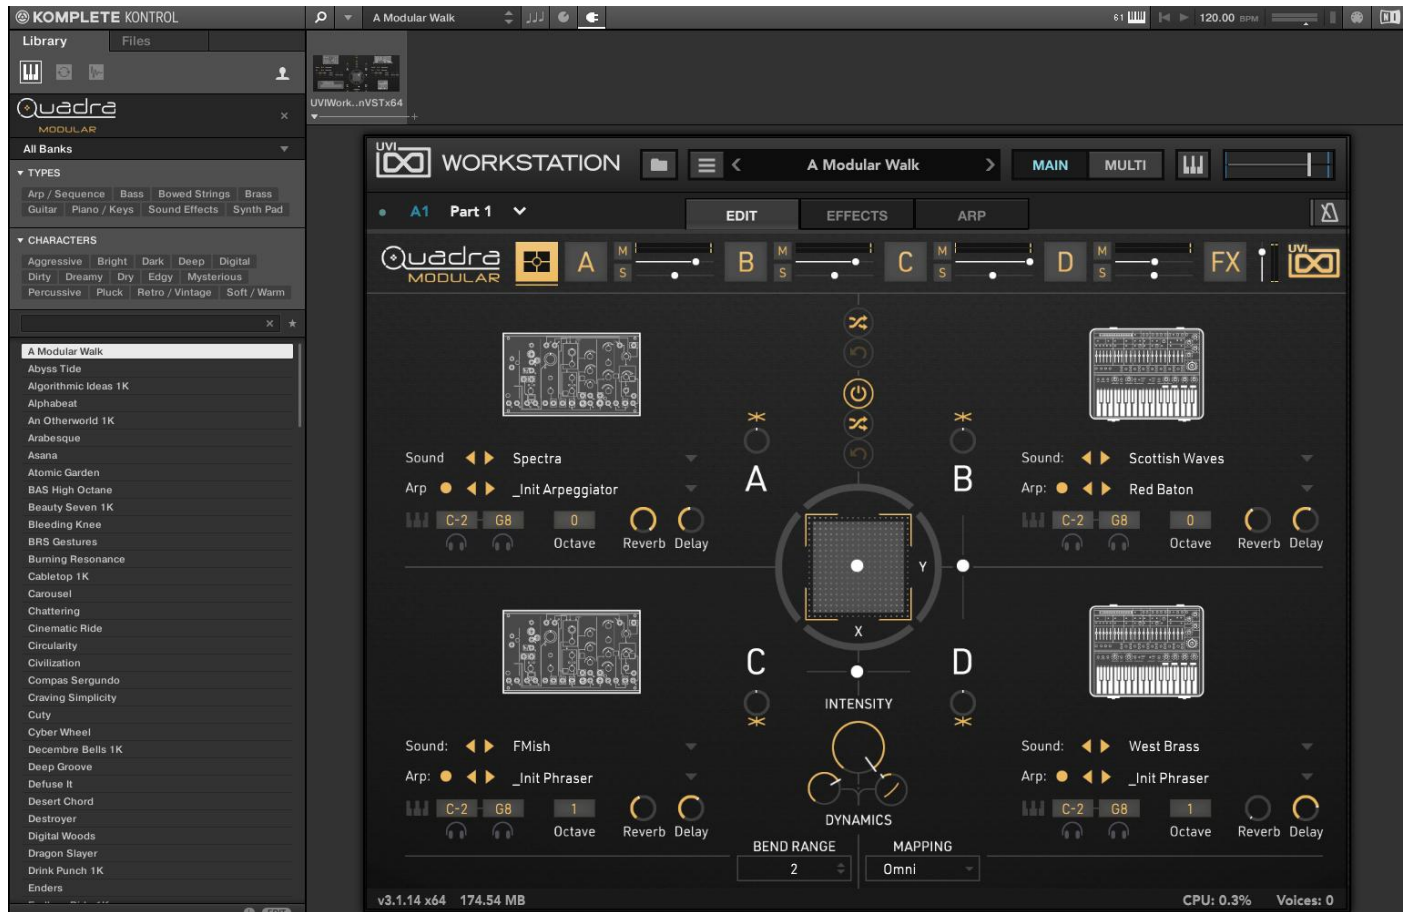 KOMPLETE KONTROL
A Modular Walk
61
120.00 BPM
Library
Files
Quadra
MODULAR
All Banks
TYPES
Arp / Sequence Bass Bowed Strings Brass
Guitar Piano / Keys Sound Effects Synth Pad
CHARACTERS
Aggressive Bright Dark Deep Digital
Dirty Dreamy Dry Edgy Mysterious
Percussive Pluck Retro / Vintage Soft / Warm
A Modular Walk
Abyss Tide
Algorithmic Ideas 1K
Alphabeat
An Otherworld 1K
Arabesque
Asana
Atomic Garden
BAS High Octane
Beauty Seven 1K
Bleeding Knee
BRS Gestures
Burning Resonance
Cabletop 1K
Carousel
Chattering
Cinematic Ride
Circularity
Civilization
Compas Sergundo
Craving Simplicity
Cuty
Cyber Wheel
Decembre Bells 1K
Deep Groove
Defuse It
Desert Chord
Destroyer
Digital Woods
Dragon Slayer
Drink Punch 1K
Enders
EDIT
UVIWork..nVSTx64
UVI
WORKSTATION
A Modular Walk
MAIN
MULTI
A1 Part 1
EDIT
EFFECTS
ARP
Quadra
MODULAR
A M S
B M S
C M S
D M S
FX
UVI
Sound Spectra
Arp _Init Arpeggiator
C-2 G8 0
Octave Reverb Delay
A
B
Sound: Scottish Waves
Arp: Red Baton
C-2 G8 0
Octave Reverb Delay
Y
X
C
D
INTENSITY
DYNAMICS
Sound: FMish
Arp: _Init Phraser
C-2 G8 1
Octave Reverb Delay
Sound: West Brass
Arp: _Init Phraser
C-2 G8 1
Octave Reverb Delay
BEND RANGE
2
MAPPING
Omni
v3.1.14 x64 174.54 MB
CPU: 0.3% Voices: 0